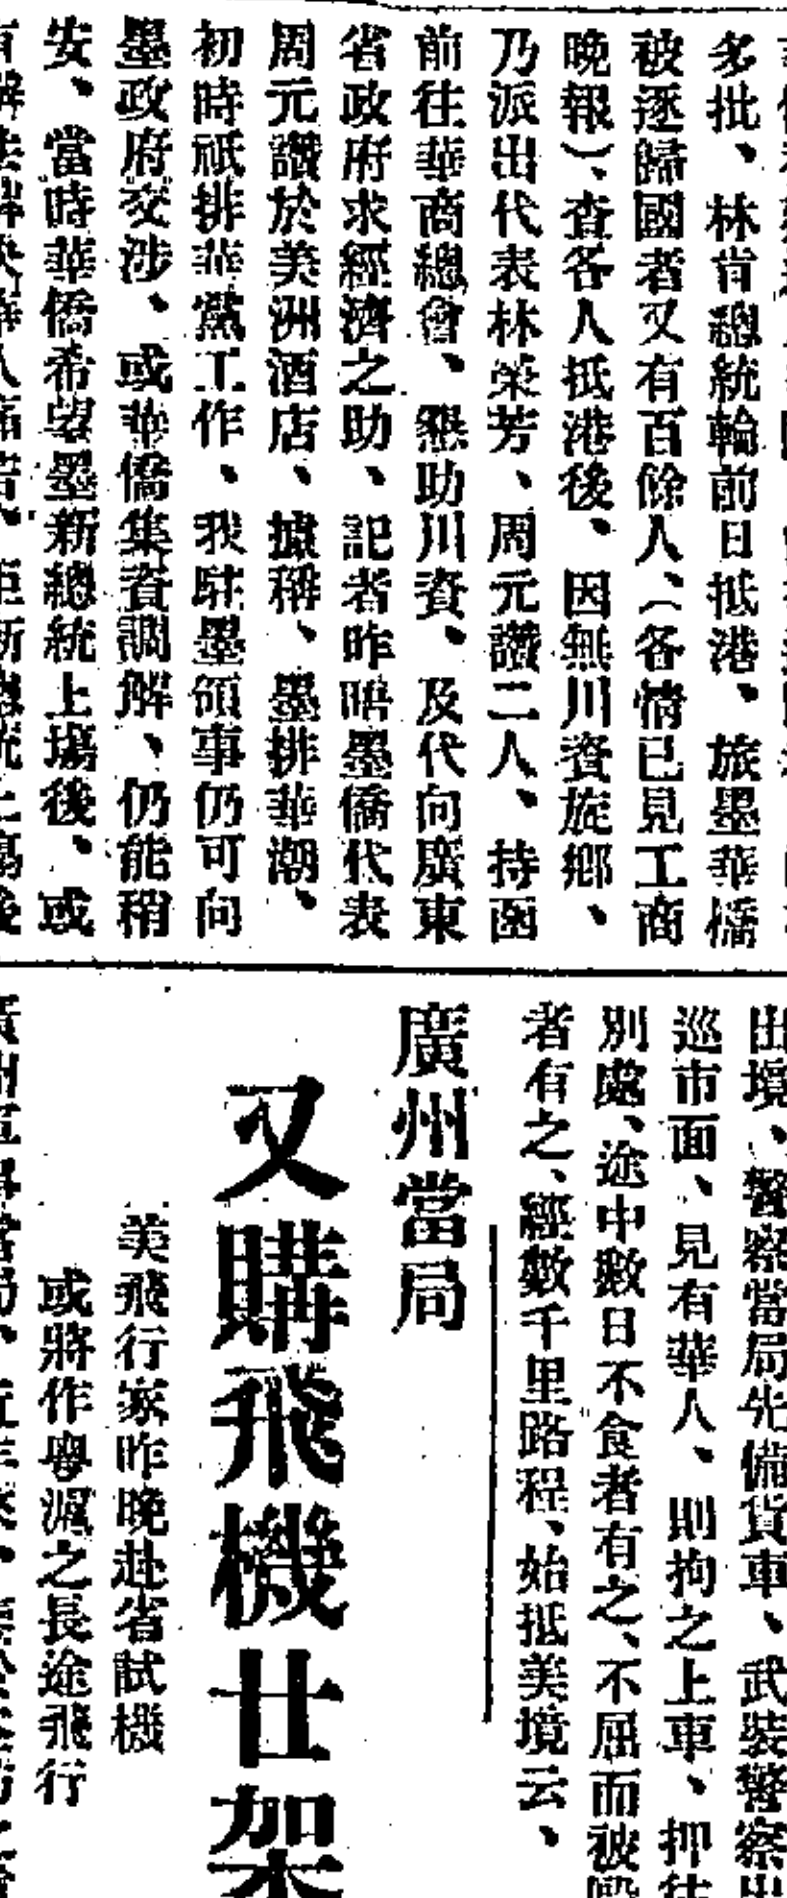 多批、林肯總統輪前日抵港、旅墨華僑
被逐歸國者又有百餘人、(各情已見工商
晚報)、查各人抵港後、因無川資旋鄉、
乃派出代表林榮芳、周元讚二人、持函
前往華商總會、懇助川資、及代向廣東
省政府求經濟之助、記者昨晤墨僑代表
周元讚於美洲酒店、據稱、墨排華潮、
初時祇排華黨工作、我駐墨領事仍可向
墨政府交涉、或華僑集資調解、仍能稍
安、當時華僑希望墨新總統上塲後、或
出境、警察當局先備貨車、武裝警察出
巡市面、見有華人、則拘之上車、押往
別處、途中數日不食者有之、不屈而被毆
者有之、經數千里路程、始抵美境云、
廣州當局
又購飛機廿架
美飛行家昨晚赴省試機
或將作粵滬之長途飛行